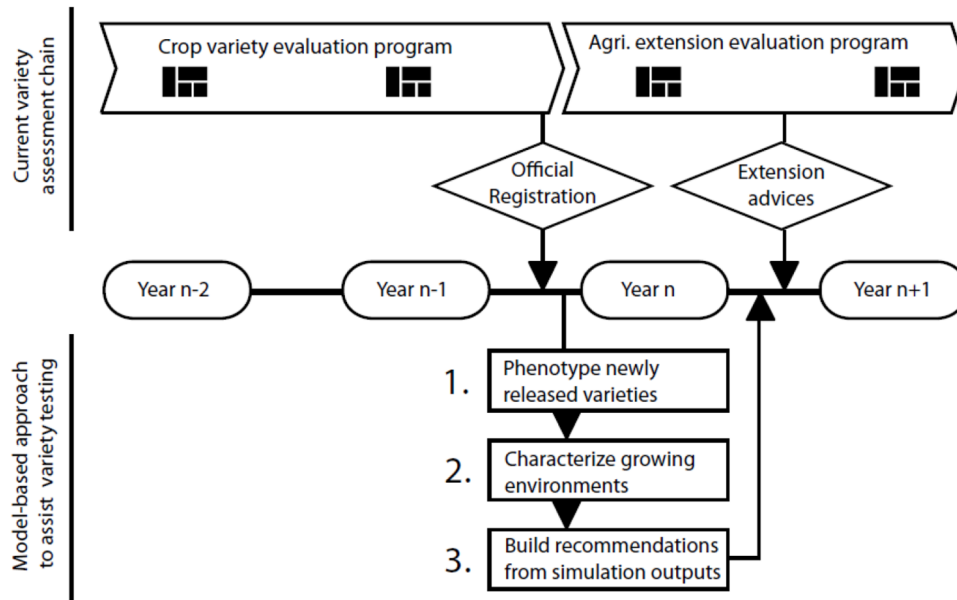 Current variety
assessment chain
Crop variety evaluation program
Agri. extension evaluation program
Official
Registration
Extension
advices
Year n-2
Year n-1
Year n
Year n+1
Model-based approach
to assist variety testing
1.
Phenotype newly
released varieties
2.
Characterize growing
environments
3.
Build recommendations
from simulation outputs